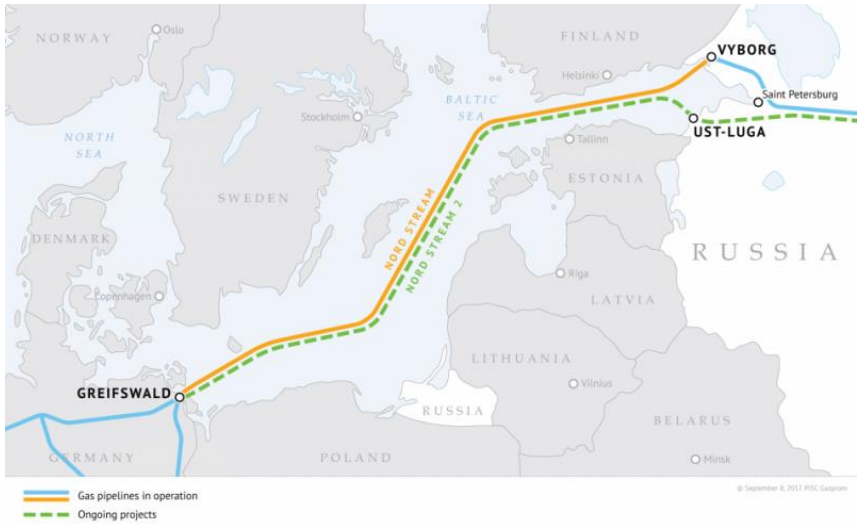 NORWAY
Oslo
FINLAND
VYBORG
Helsinki
Saint Petersburg
BALTIC
SEA
Stockholm
UST-LUGA
NORTH
SEA
Tallinn
ESTONIA
SWEDEN
NORD STREAM
NORD STREAM 2
DENMARK
RUSSIA
Copenhagen
Riga
LATVIA
LITHUANIA
GREIFSWALD
Vilnius
RUSSIA
BELARUS
GERMANY
POLAND
Minsk
Gas pipelines in operation
© September 8, 2017 PJSC Gazprom
Ongoing projects